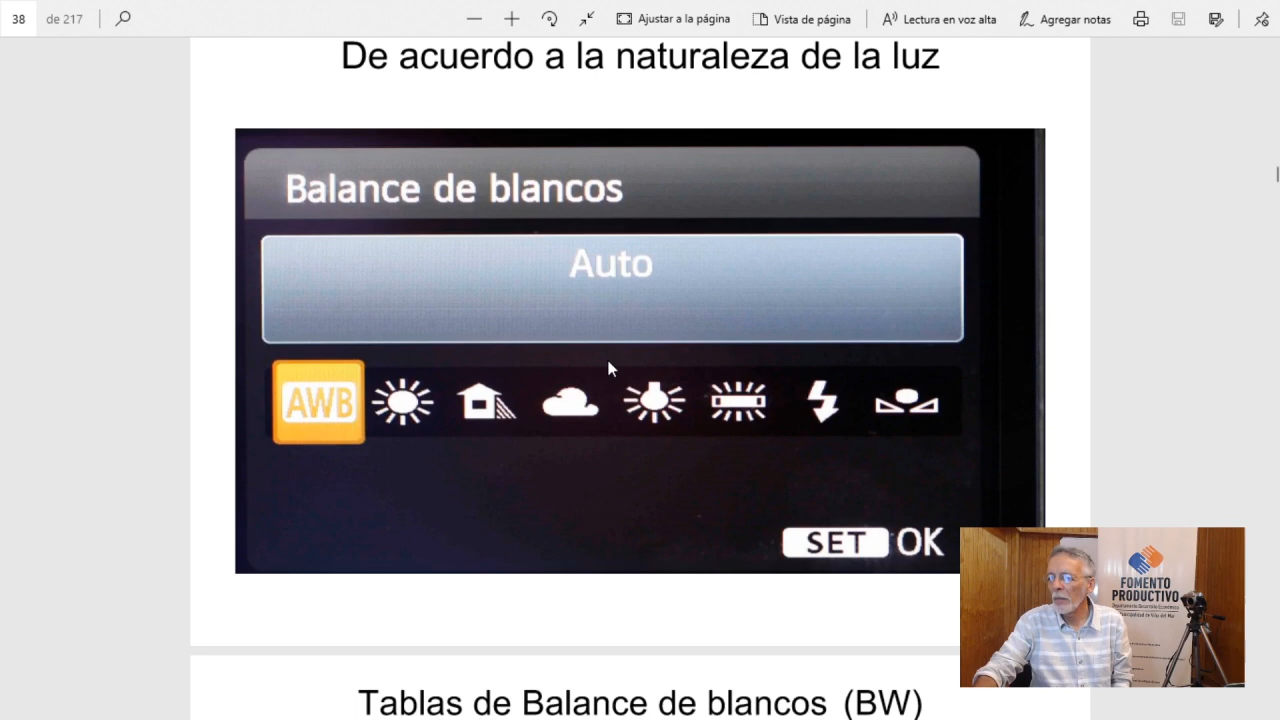 38 de 217
Ajustar a la página
Vista de página
Lectura en voz alta
Agregar notas
De acuerdo a la naturaleza de la luz
Balance de blancos
Auto
AWB
SET OK
FOMENTO
PRODUCTIVO
Tablas de Balance de blancos (BW)